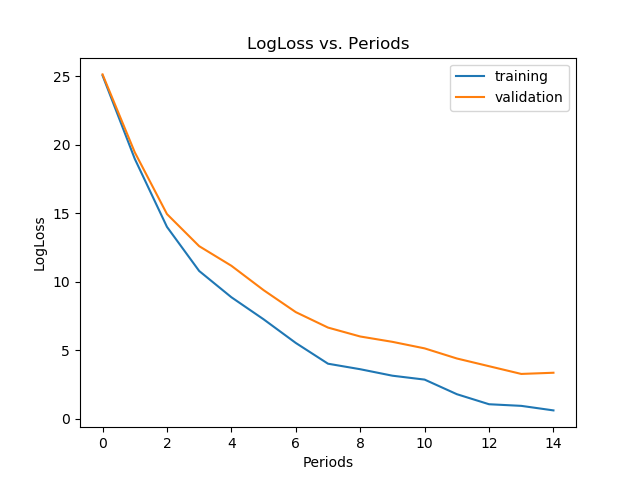 LogLoss vs. Periods
training
validation
LogLoss
25
20
15
10
5
0
0 2 4 6 8 10 12 14
Periods